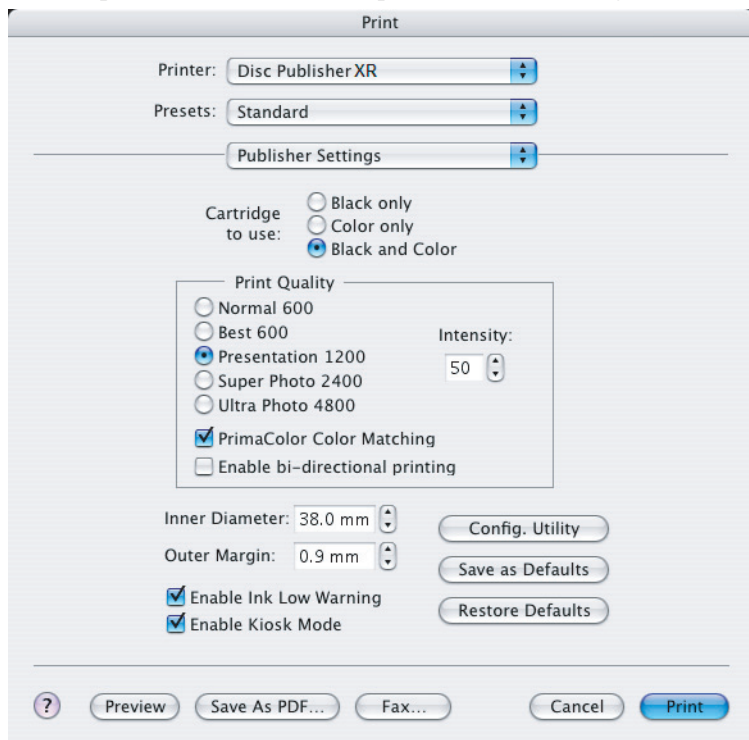 Print
Printer: Disc Publisher XR
Presets: Standard
Publisher Settings
Cartridge to use:
Black only
Color only
Black and Color
Print Quality
Normal 600
Best 600
Presentation 1200
Super Photo 2400
Ultra Photo 4800
Intensity:
50
PrimaColor Color Matching
Enable bi-directional printing
Inner Diameter: 38.0 mm
Outer Margin: 0.9 mm
Enable Ink Low Warning
Enable Kiosk Mode
Config. Utility
Save as Defaults
Restore Defaults
? Preview Save As PDF... Fax... Cancel Print